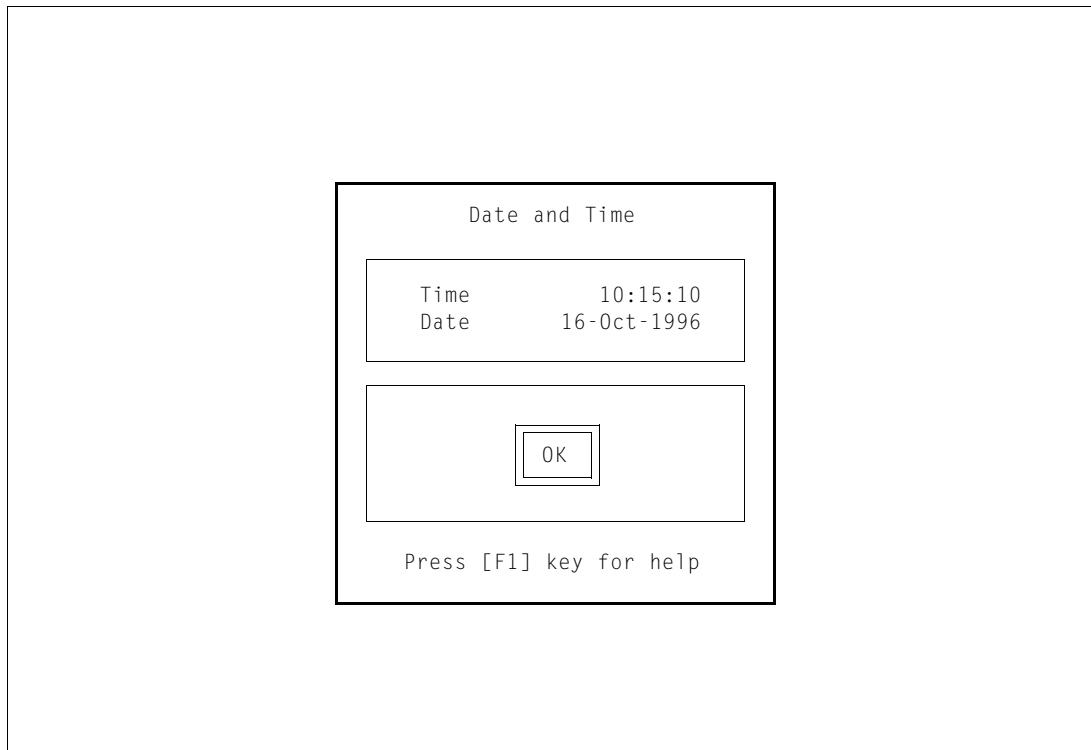 Date and Time
Time 10:15:10
Date 16-Oct-1996
OK
Press [F1] key for help